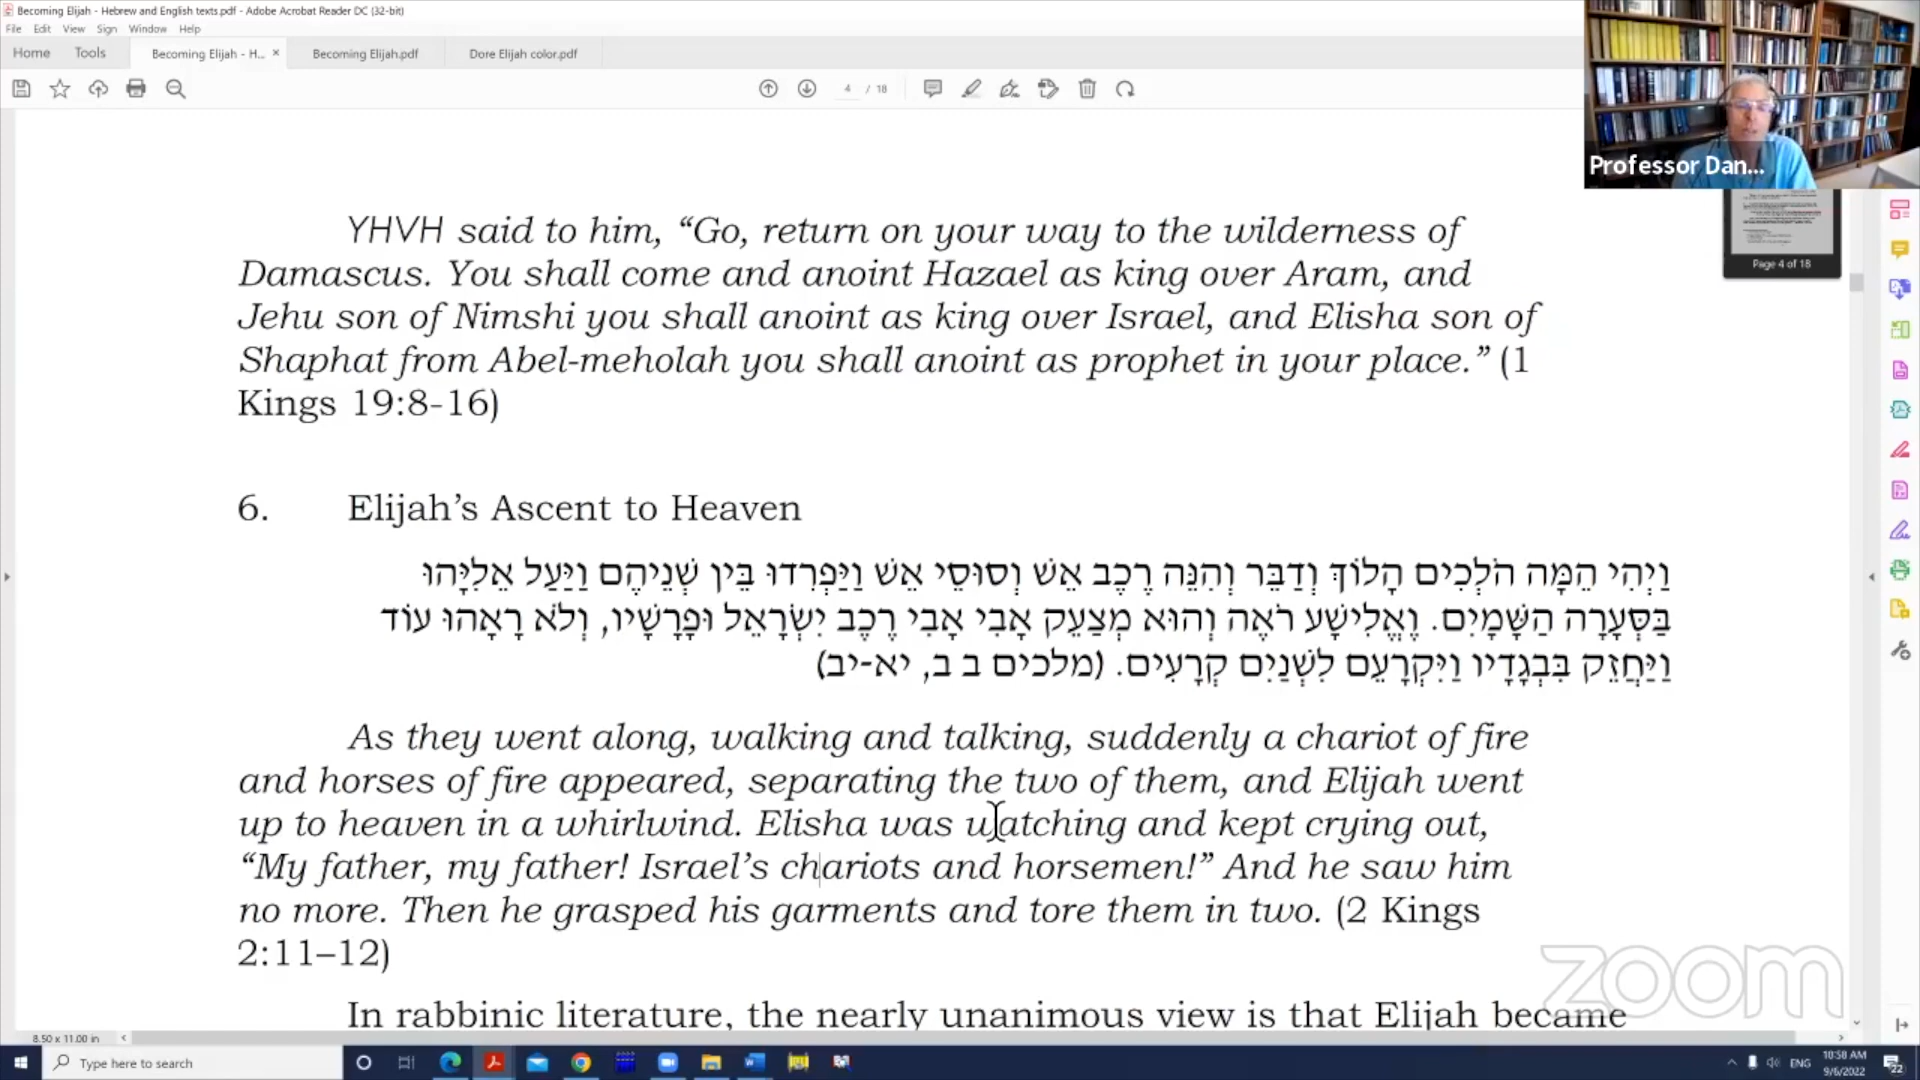 Becoming Elijah - Hebrew and English texts.pdf - Adobe Acrobat Reader DC (32-bit)
File Edit View Sign Window Help
Home Tools Becoming Elijah - H... × Becoming Elijah.pdf Dore Elijah color.pdf
4 / 18
Professor Dan...
Page 4 of 18
YHVH said to him, “Go, return on your way to the wilderness of
Damascus. You shall come and anoint Hazael as king over Aram, and
Jehu son of Nimshi you shall anoint as king over Israel, and Elisha son of
Shaphat from Abel-meholah you shall anoint as prophet in your place.” (1
Kings 19:8-16)
6. Elijah’s Ascent to Heaven
וַיְהִי הֵמָּה הֹלְכִים הָלוֹךְ וְדַבֵּר וְהִנֵּה רֶכֶב אֵשׁ וְסוּסֵי אֵשׁ וַיַּפְרִדוּ בֵּין שְׁנֵיהֶם וַיַּעַל אֵלִיָּהוּ
בַּסְּעָרָה הַשָּׁמָיִם. וֶאֱלִישָׁע רֹאֶה וְהוּא מְצַעֵק אָבִי אָבִי רֶכֶב יִשְׂרָאֵל וּפָרָשָׁיו, וְלֹא רָאָהוּ עוֹד
וַיַּחֲזֵק בִּבְגָדָיו וַיִּקְרָעֵם לִשְׁנַיִם קְרָעִים. (מלכים ב ב, יא-יב)
As they went along, walking and talking, suddenly a chariot of fire
and horses of fire appeared, separating the two of them, and Elijah went
up to heaven in a whirlwind. Elisha was watching and kept crying out,
“My father, my father! Israel’s chariots and horsemen!” And he saw him
no more. Then he grasped his garments and tore them in two. (2 Kings
2:11–12)
In rabbinic literature, the nearly unanimous view is that Elijah became
zoom
8.50 x 11.00 in
Type here to search
ENG
10:58 AM
9/6/2022
22